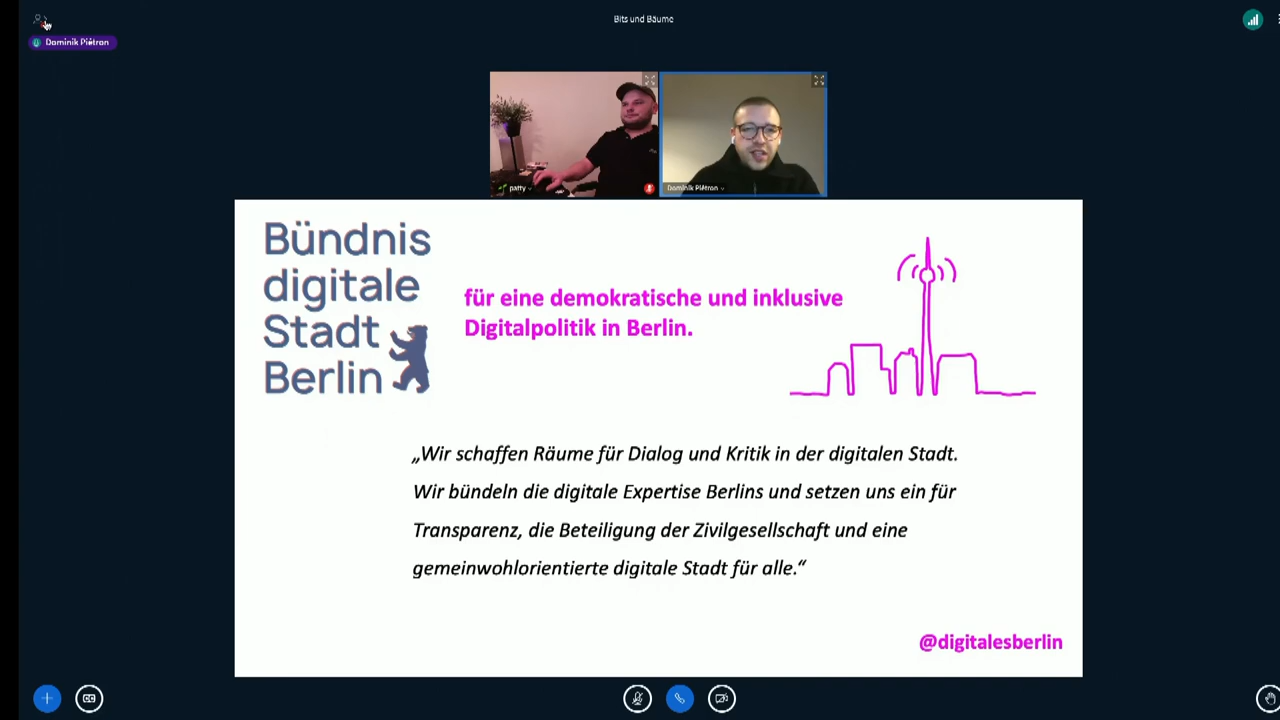 Bits und Bäume
Dominik Piétron
patty
Dominik Piétron
Bündnis
digitale
Stadt
Berlin
für eine demokratische und inklusive
Digitalpolitik in Berlin.
„Wir schaffen Räume für Dialog und Kritik in der digitalen Stadt.
Wir bündeln die digitale Expertise Berlins und setzen uns ein für
Transparenz, die Beteiligung der Zivilgesellschaft und eine
gemeinwohlorientierte digitale Stadt für alle.“
@digitalesberlin
CC